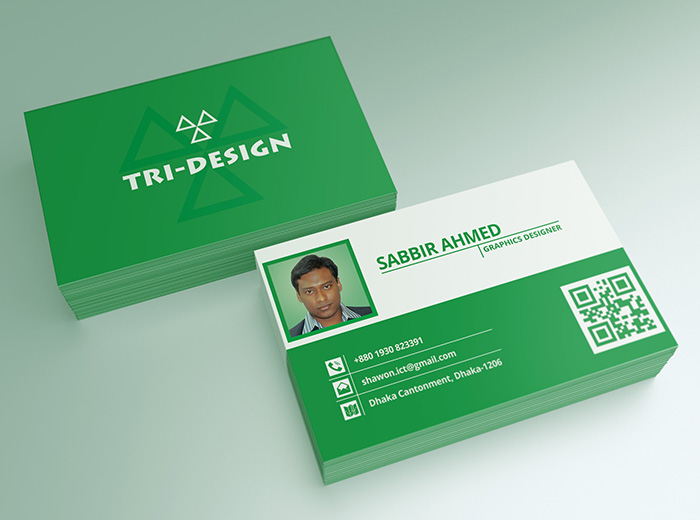 TRI-DESIGN
SABBIR AHMED
GRAPHICS DESIGNER
+880 1930 823391
shawon.ict@gmail.com
Dhaka Cantonment, Dhaka-1206